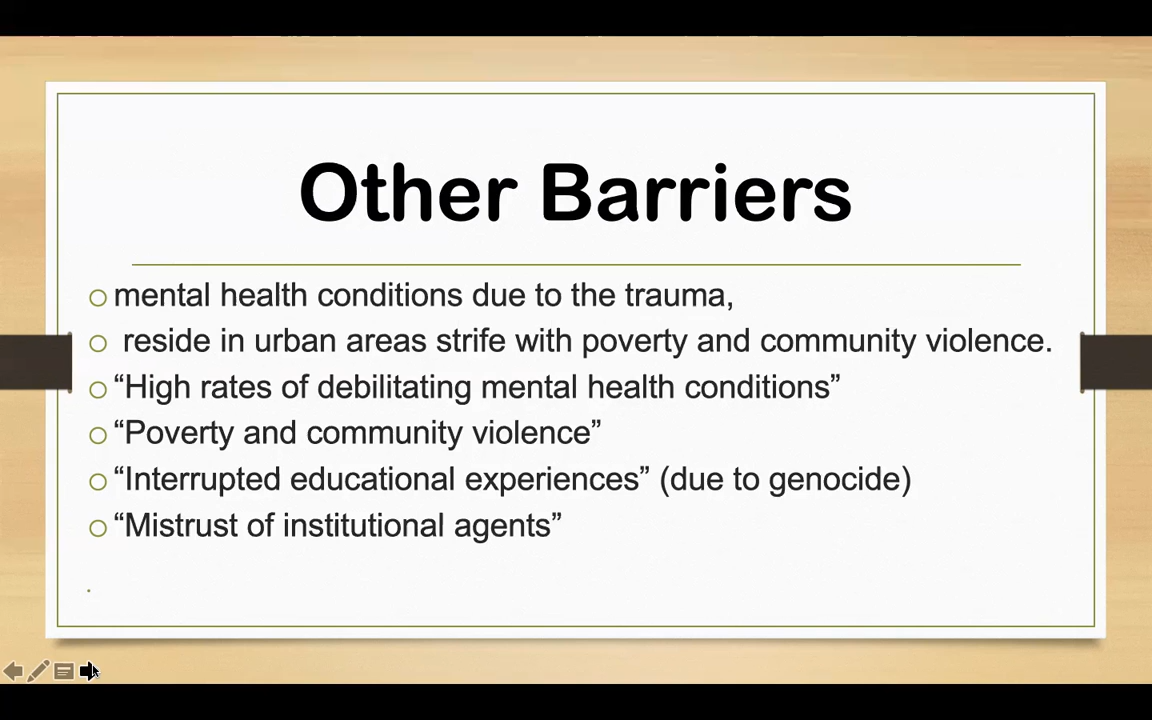 Other Barriers
mental health conditions due to the trauma,
reside in urban areas strife with poverty and community violence.
“High rates of debilitating mental health conditions”
“Poverty and community violence”
“Interrupted educational experiences” (due to genocide)
“Mistrust of institutional agents”
.